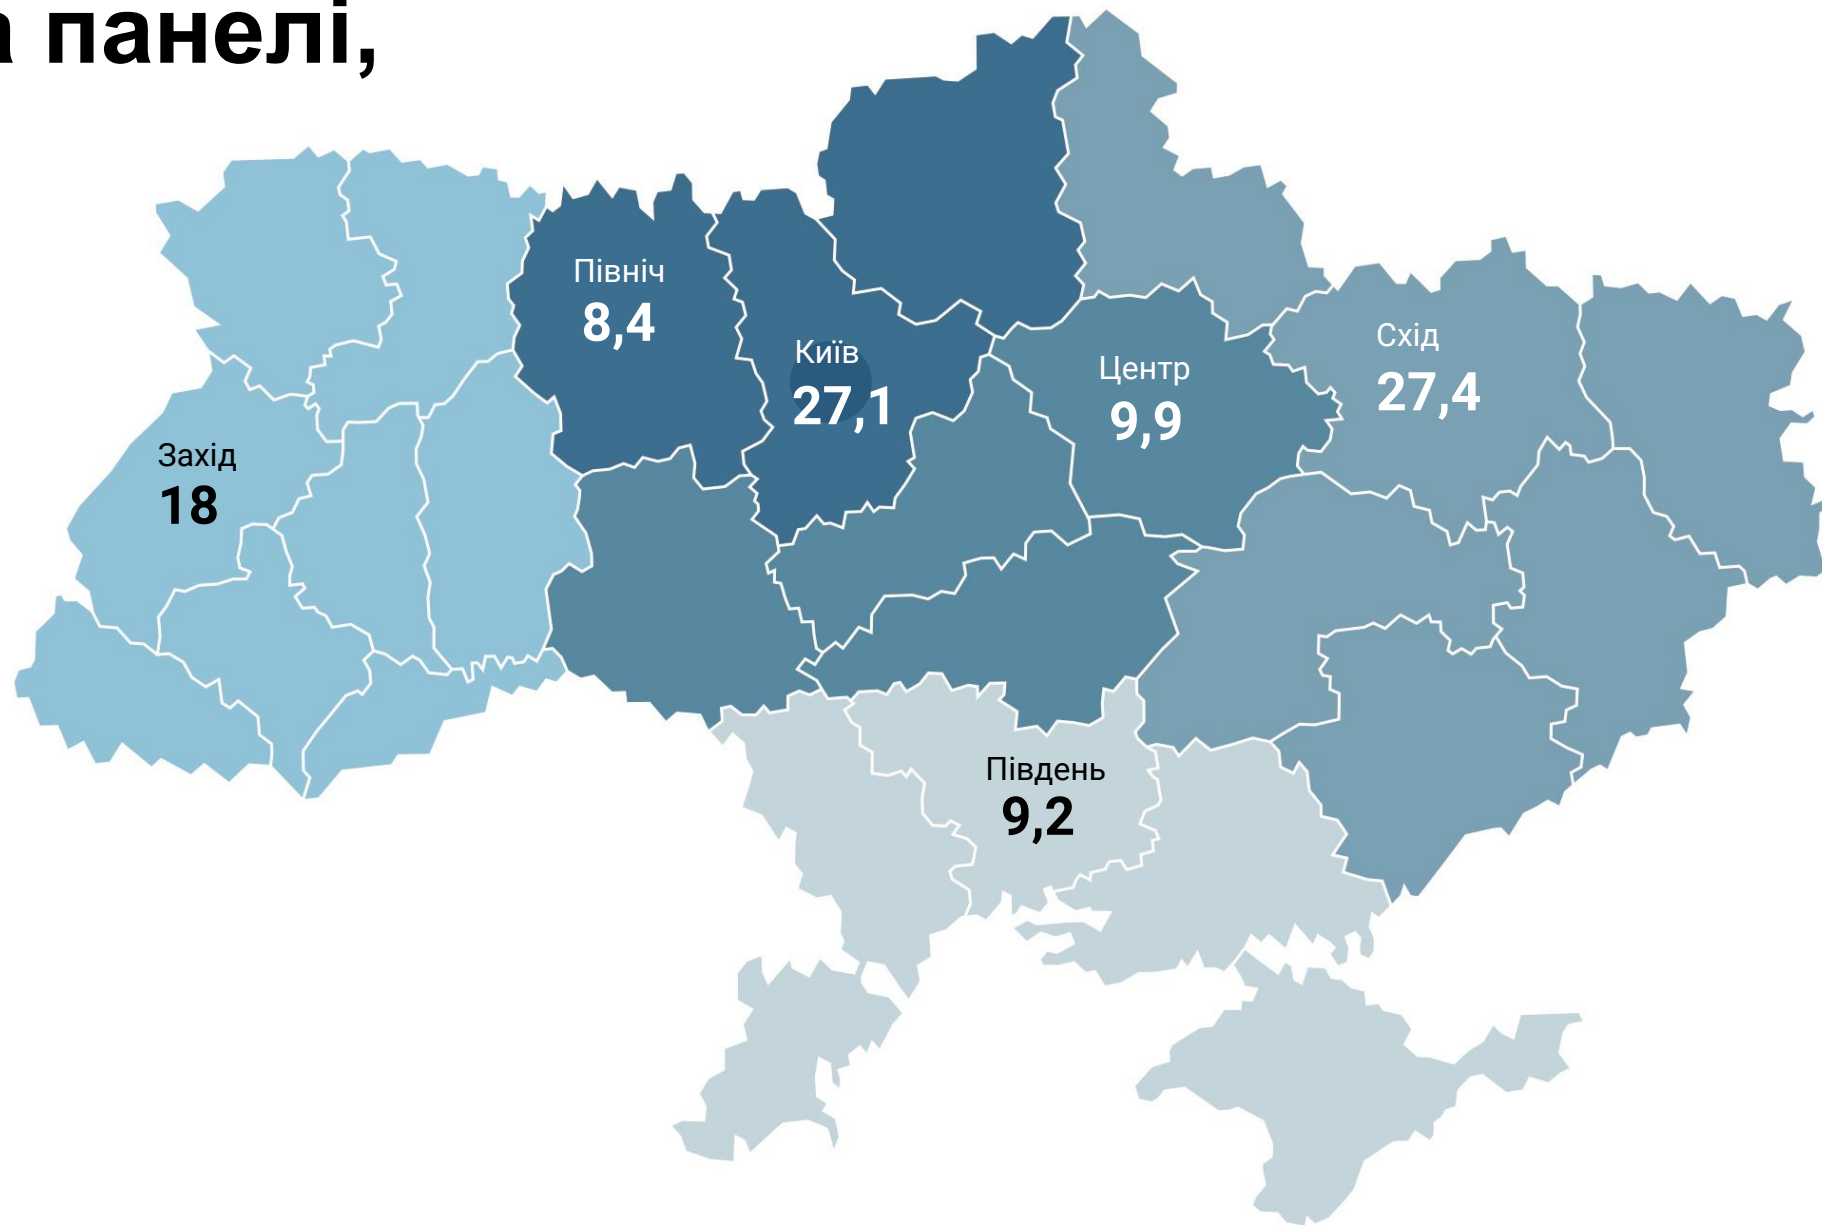 а панелі,
Північ
8,4
Київ
27,1
Центр
9,9
Схід
27,4
Захід
18
Південь
9,2